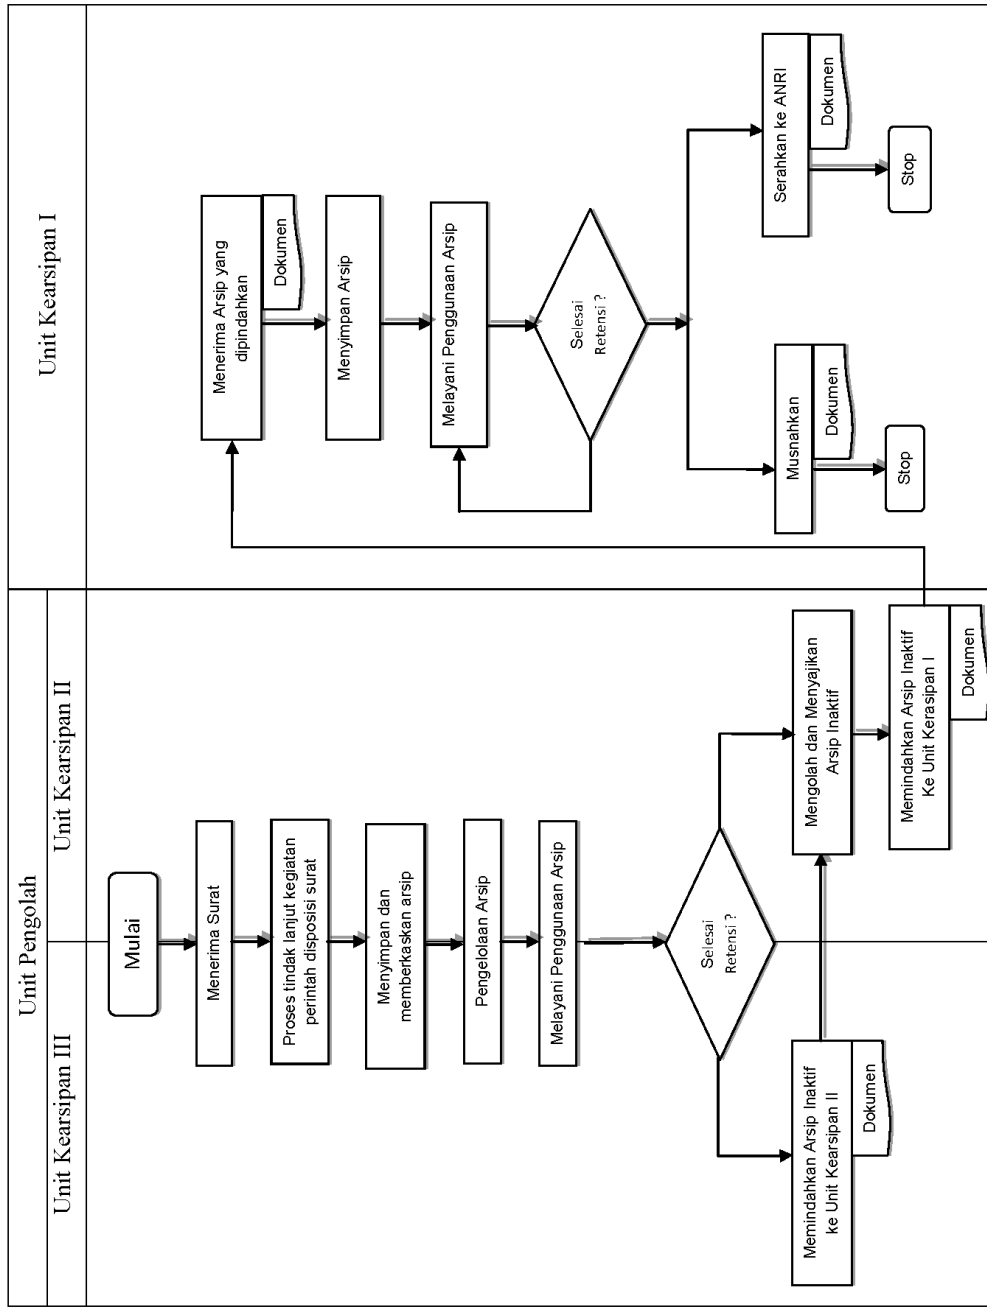 Unit Pengolah
Unit Kearsipan III
Unit Kearsipan II
Unit Kearsipan I
Mulai
Menerima Surat
Proses tindak lanjut kegiatan
perintah disposisi surat
Menyimpan dan
memberkaskan arsip
Pengelolaan Arsip
Melayani Penggunaan Arsip
Selesai
Retensi ?
Memindahkan Arsip Inaktif
ke Unit Kearsipan II
Dokumen
Mengolah dan Menyajikan
Arsip Inaktif
Memindahkan Arsip Inaktif
Ke Unit Kerasipan I
Dokumen
Menerima Arsip yang
dipindahkan
Dokumen
Menyimpan Arsip
Melayani Penggunaan Arsip
Selesai
Retensi ?
Musnahkan
Dokumen
Stop
Serahkan ke ANRI
Dokumen
Stop